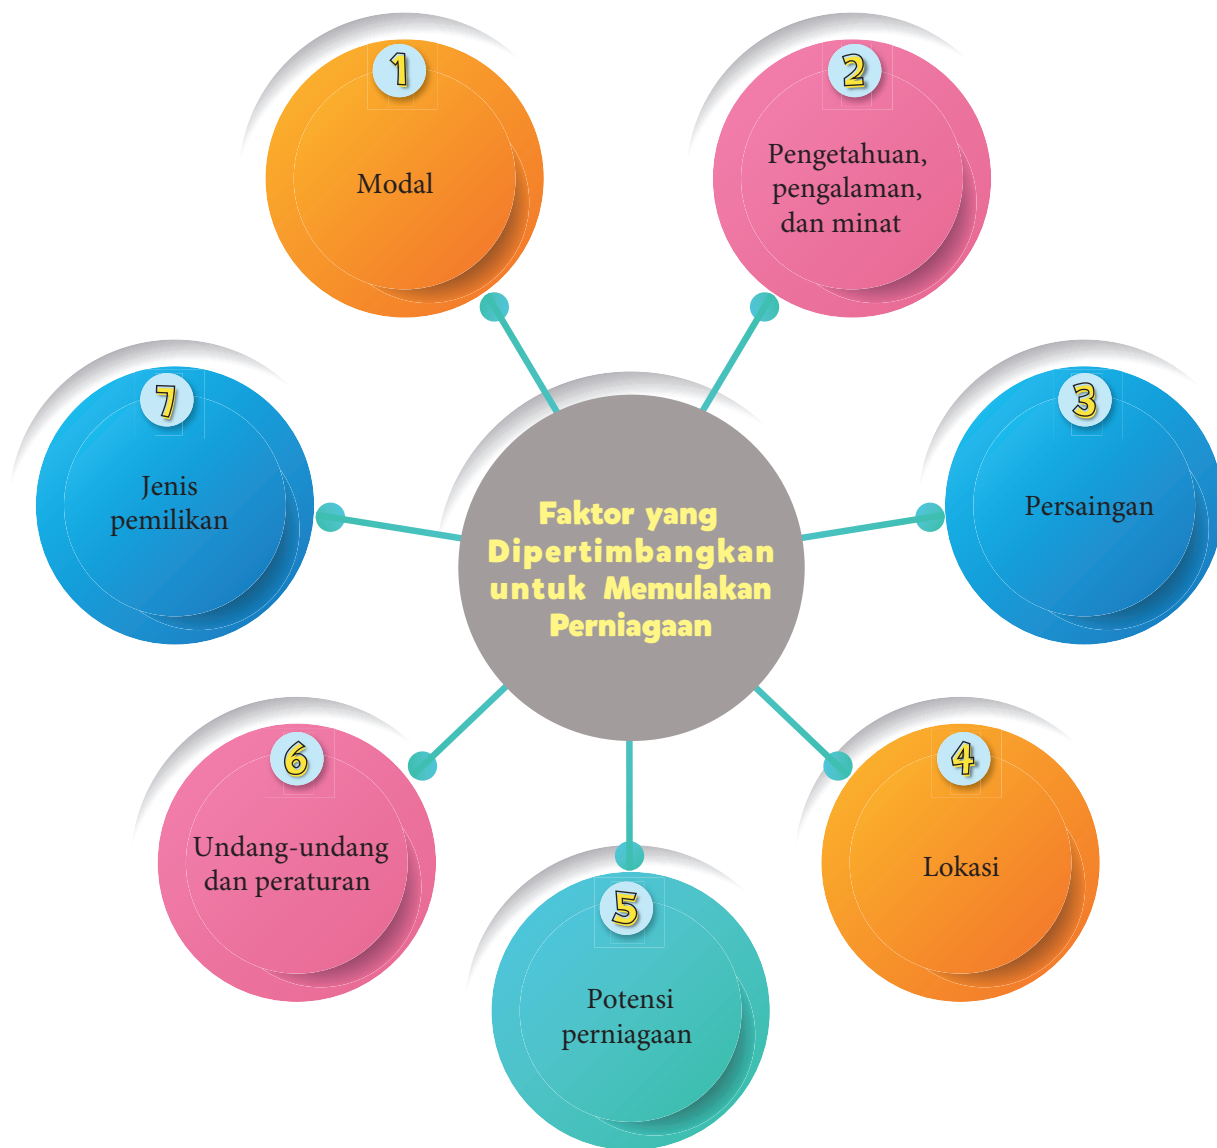 Faktor yang
Dipertimbangkan
untuk Memulakan
Perniagaan
1
Modal
2
Pengetahuan,
pengalaman,
dan minat
3
Persaingan
4
Lokasi
5
Potensi
perniagaan
6
Undang-undang
dan peraturan
7
Jenis
pemilikan